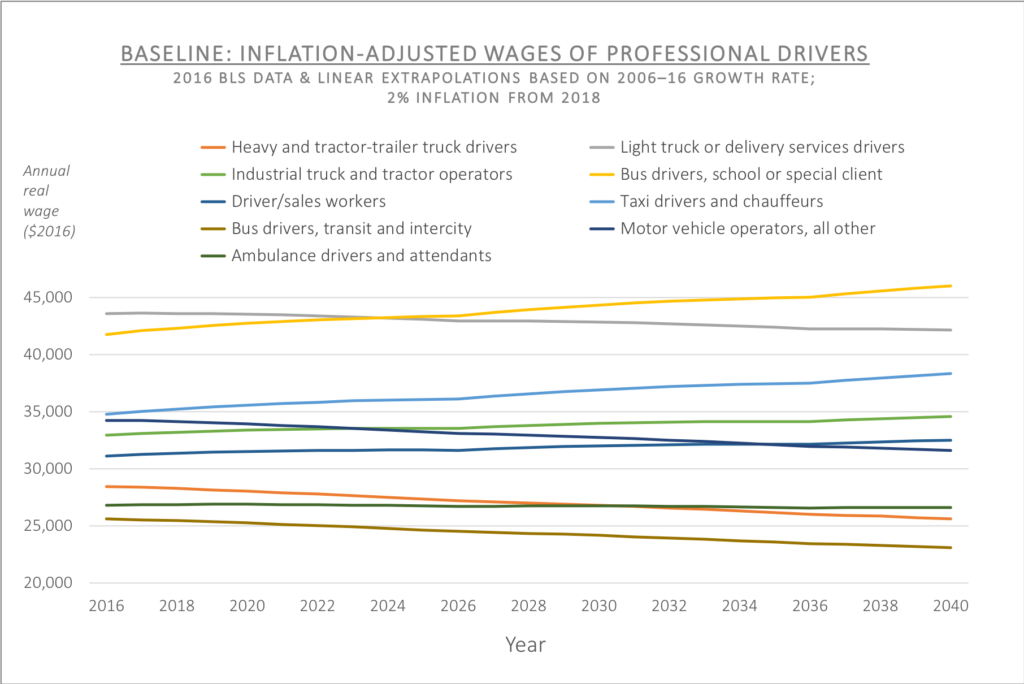 BASELINE: INFLATION-ADJUSTED WAGES OF PROFESSIONAL DRIVERS
2016 BLS DATA & LINEAR EXTRAPOLATIONS BASED ON 2006–16 GROWTH RATE;
2% INFLATION FROM 2018
Annual
real
wage
($2016)
Heavy and tractor-trailer truck drivers
Light truck or delivery services drivers
Industrial truck and tractor operators
Bus drivers, school or special client
Driver/sales workers
Taxi drivers and chauffeurs
Bus drivers, transit and intercity
Motor vehicle operators, all other
Ambulance drivers and attendants
45,000
40,000
35,000
30,000
25,000
20,000
2016 2018 2020 2022 2024 2026 2028 2030 2032 2034 2036 2038 2040
Year